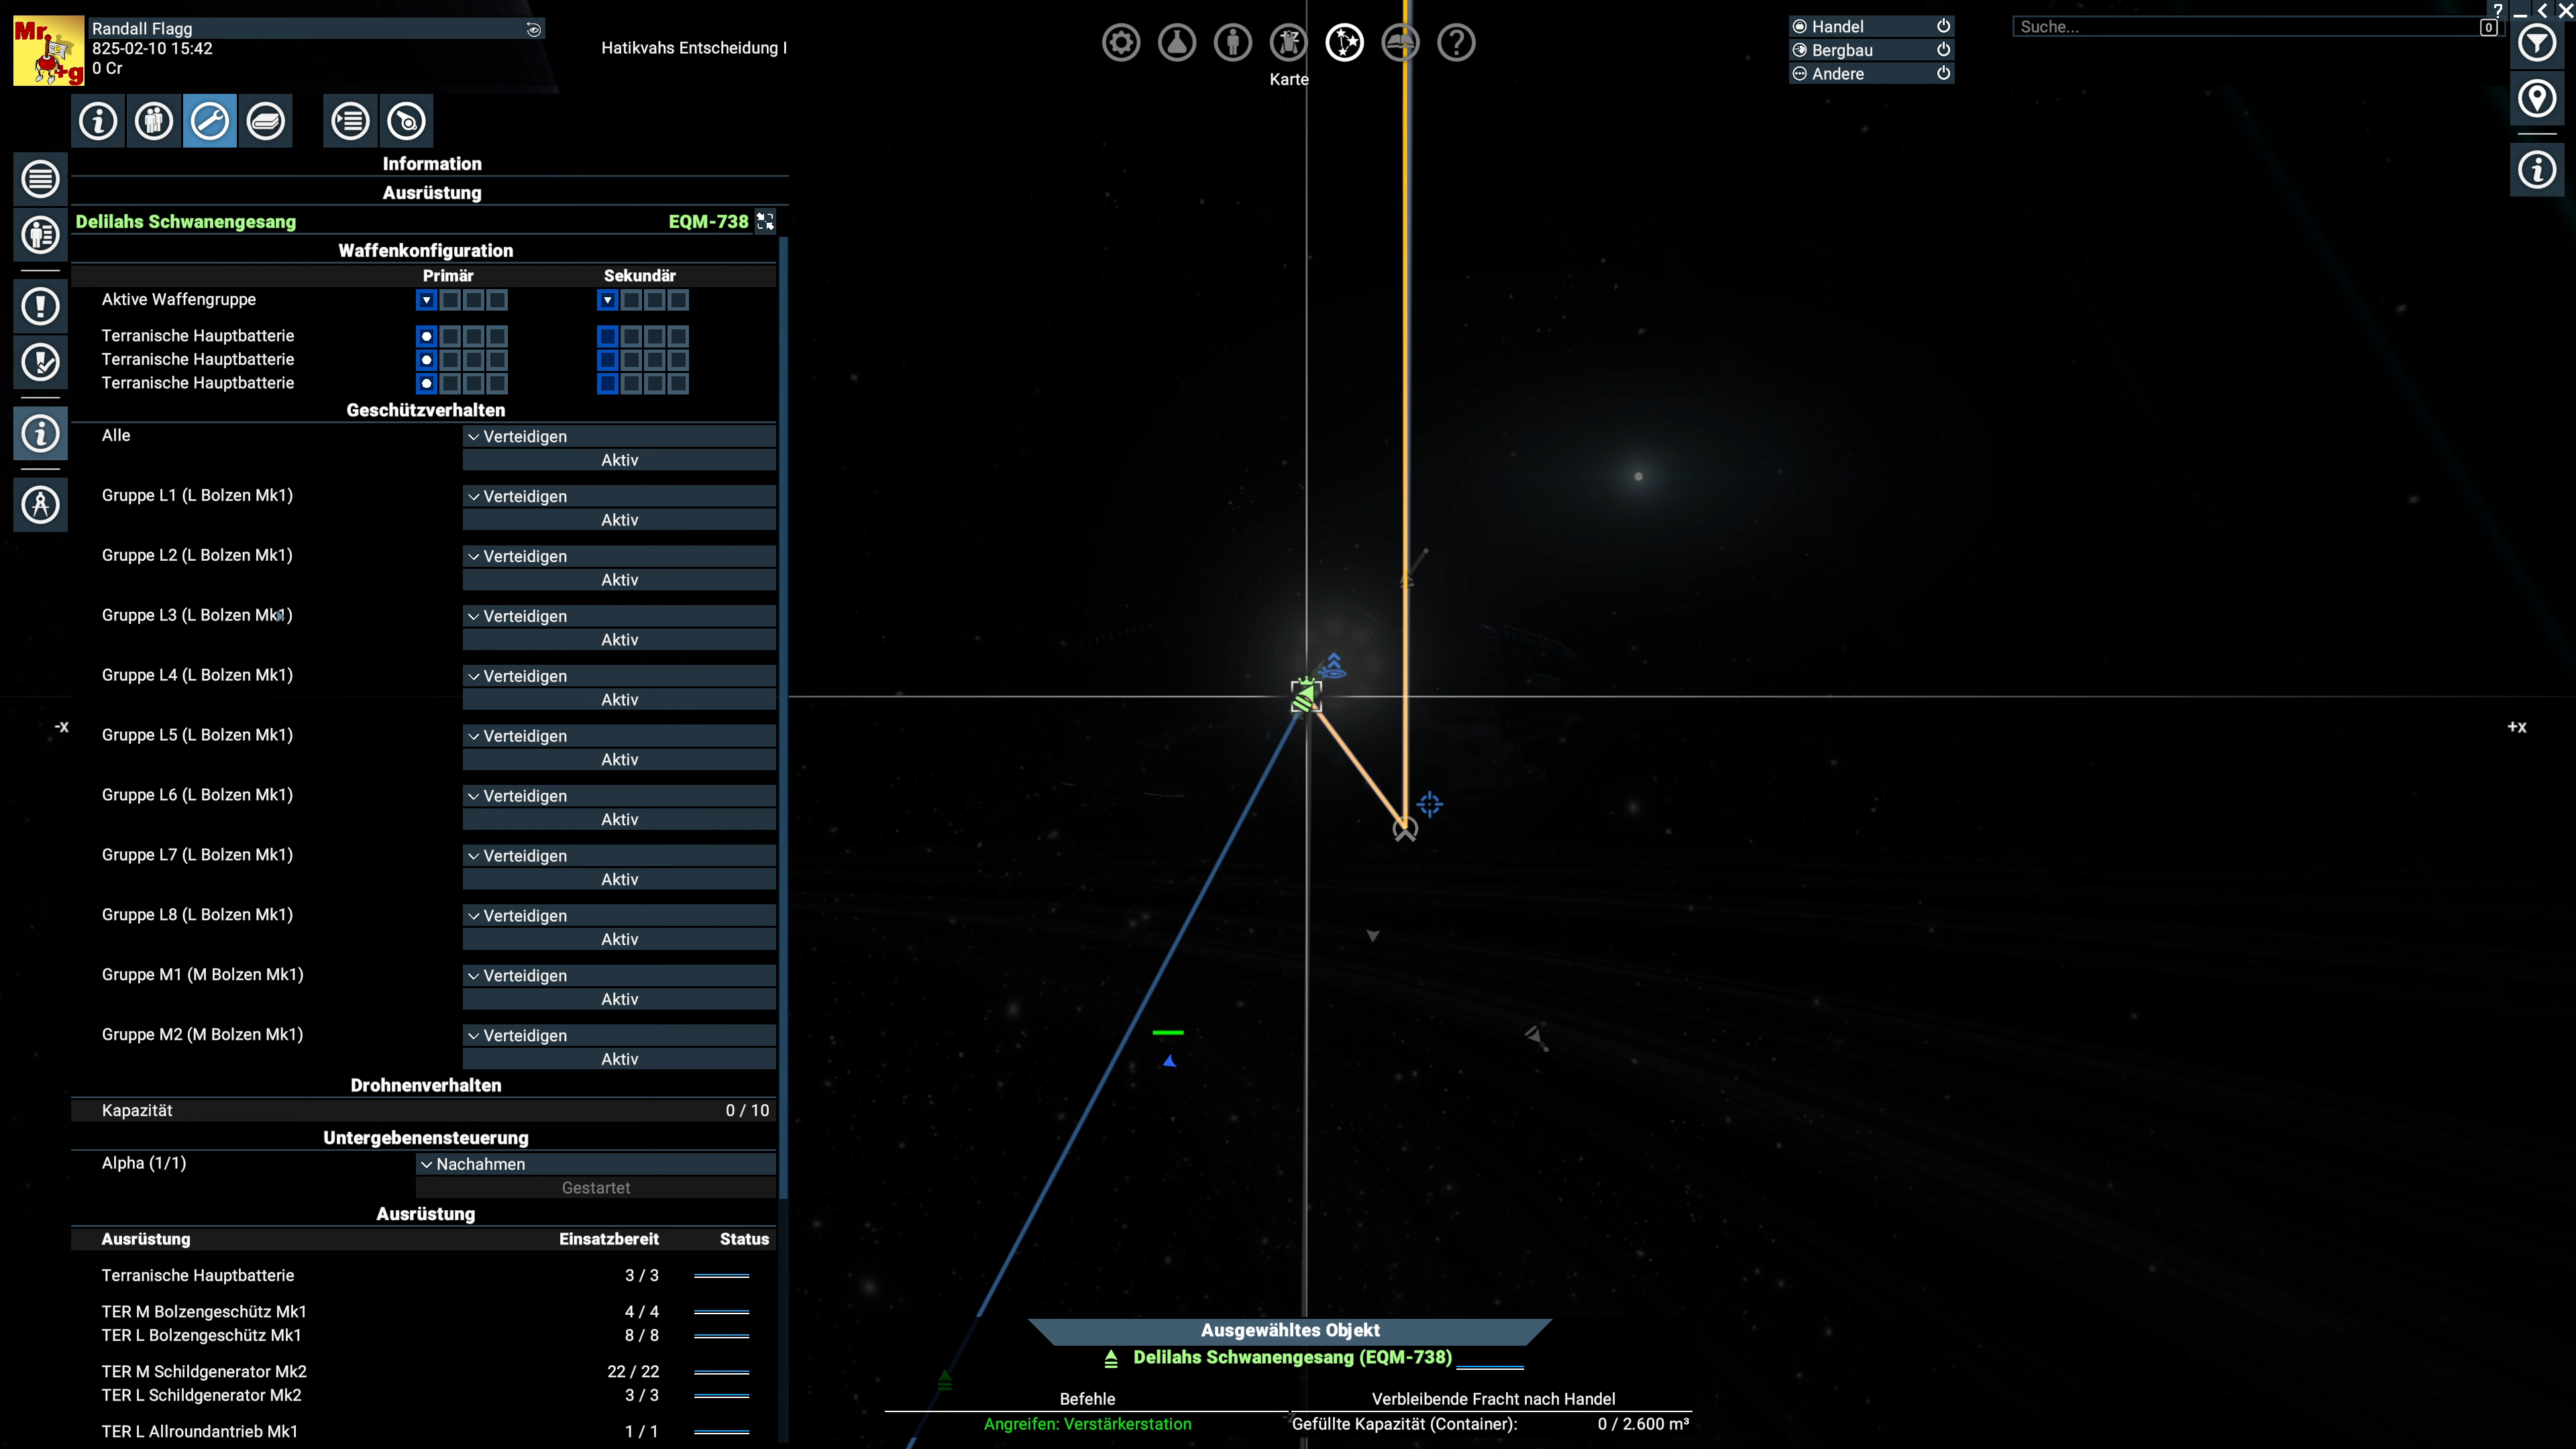 Mr.
+g
Randall Flagg
825-02-10 15:42
0 Cr
Hatikvahs Entscheidung I
Karte
Handel
Bergbau
Andere
Suche...
0
?
Information
Ausrüstung
Delilahs Schwanengesang EQM-738
Waffenkonfiguration
Primär Sekundär
Aktive Waffengruppe
Terranische Hauptbatterie
Terranische Hauptbatterie
Terranische Hauptbatterie
Geschützverhalten
Alle Verteidigen
Aktiv
Gruppe L1 (L Bolzen Mk1) Verteidigen
Aktiv
Gruppe L2 (L Bolzen Mk1) Verteidigen
Aktiv
Gruppe L3 (L Bolzen Mk1) Verteidigen
Aktiv
Gruppe L4 (L Bolzen Mk1) Verteidigen
Aktiv
Gruppe L5 (L Bolzen Mk1) Verteidigen
Aktiv
Gruppe L6 (L Bolzen Mk1) Verteidigen
Aktiv
Gruppe L7 (L Bolzen Mk1) Verteidigen
Aktiv
Gruppe L8 (L Bolzen Mk1) Verteidigen
Aktiv
Gruppe M1 (M Bolzen Mk1) Verteidigen
Aktiv
Gruppe M2 (M Bolzen Mk1) Verteidigen
Aktiv
Drohnenverhalten
Kapazität 0 / 10
Untergebenensteuerung
Alpha (1/1) Nachahmen
Gestartet
Ausrüstung
Ausrüstung Einsatzbereit Status
Terranische Hauptbatterie 3 / 3
TER M Bolzengeschütz Mk1 4 / 4
TER L Bolzengeschütz Mk1 8 / 8
TER M Schildgenerator Mk2 22 / 22
TER L Schildgenerator Mk2 3 / 3
TER L Allroundantrieb Mk1 1 / 1
-x
+x
Ausgewähltes Objekt
Delilahs Schwanengesang (EQM-738)
Befehle Verbleibende Fracht nach Handel
Angreifen: Verstärkerstation Gefüllte Kapazität (Container): 0 / 2.600 m³